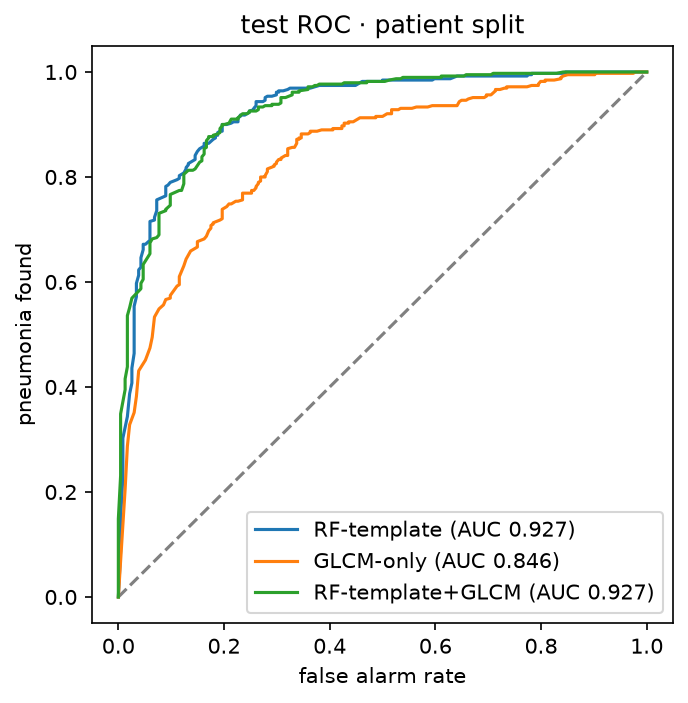 test ROC · patient split
pneumonia found
1.0
0.8
0.6
0.4
0.2
0.0
RF-template (AUC 0.927)
GLCM-only (AUC 0.846)
RF-template+GLCM (AUC 0.927)
0.0 0.2 0.4 0.6 0.8 1.0
false alarm rate